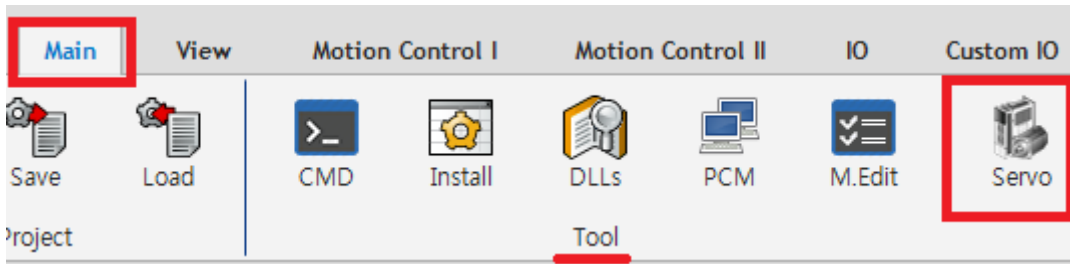 Main View Motion Control I Motion Control II IO Custom IO
>_
Save Load CMD Install DLLs PCM M.Edit Servo
Project Tool